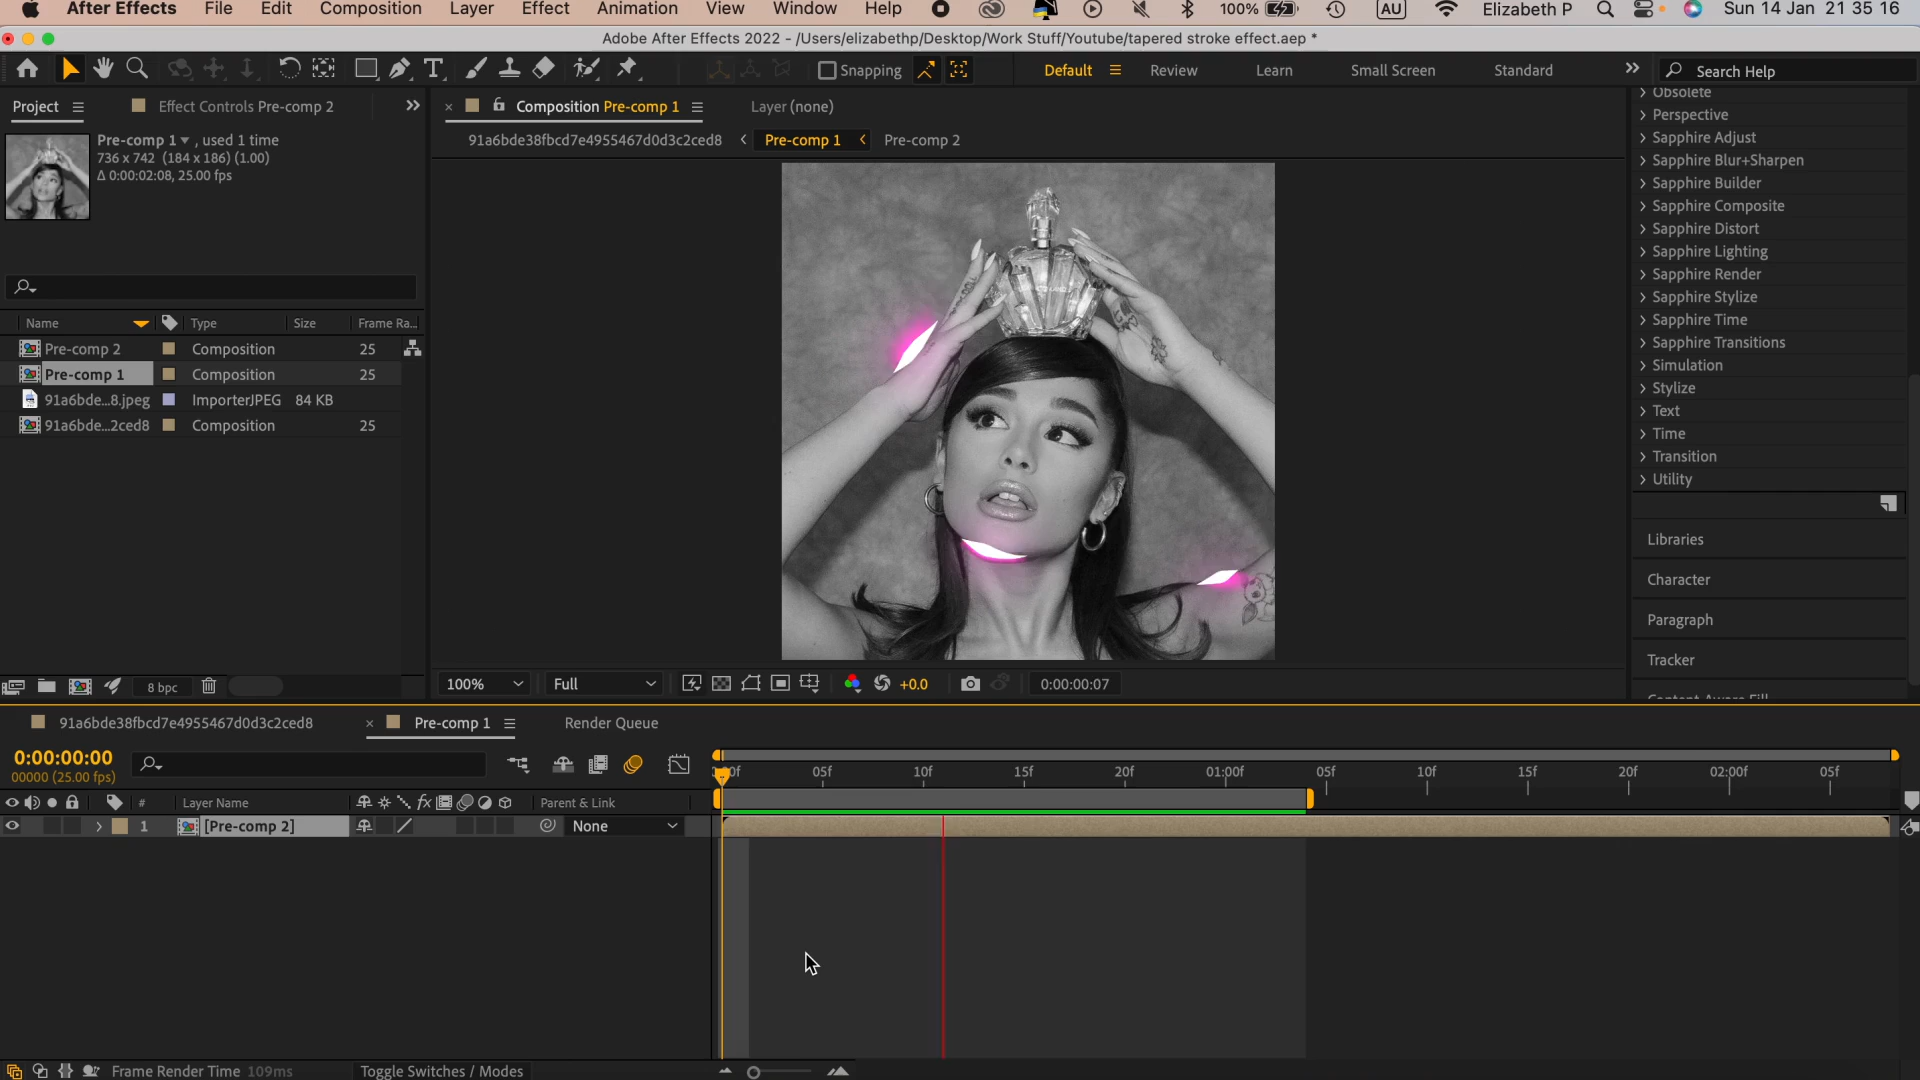 After Effects File Edit Composition Layer Effect Animation View Window Help 100% AU Elizabeth P Sun 14 Jan 21 35 16
Adobe After Effects 2022 - /Users/elizabethp/Desktop/Work Stuff/Youtube/tapered stroke effect.aep *
Snapping Default Review Learn Small Screen Standard Search Help
Project Effect Controls Pre-comp 2
Composition Pre-comp 1 Layer (none)
Pre-comp 1 , used 1 time
736 x 742 (184 x 186) (1.00)
Δ 0:00:02:08, 25.00 fps
91a6bde38fbcd7e4955467d0d3c2ced8 Pre-comp 1 Pre-comp 2
Name Type Size Frame Ra...
Pre-comp 2 Composition 25
Pre-comp 1 Composition 25
91a6bde...8.jpeg ImporterJPEG 84 KB
91a6bde...2ced8 Composition 25
8 bpc
100% Full +0.0 0:00:00:07
Obsolete
Perspective
Sapphire Adjust
Sapphire Blur+Sharpen
Sapphire Builder
Sapphire Composite
Sapphire Distort
Sapphire Lighting
Sapphire Render
Sapphire Stylize
Sapphire Time
Sapphire Transitions
Simulation
Stylize
Text
Time
Transition
Utility
Libraries
Character
Paragraph
Tracker
Content-Aware Fill
91a6bde38fbcd7e4955467d0d3c2ced8 Pre-comp 1 Render Queue
0:00:00:00
00000 (25.00 fps)
05f 10f 15f 20f 01:00f 05f 10f 15f 20f 02:00f 05f
# Layer Name Parent & Link
1 [Pre-comp 2] None
Frame Render Time 109ms Toggle Switches / Modes